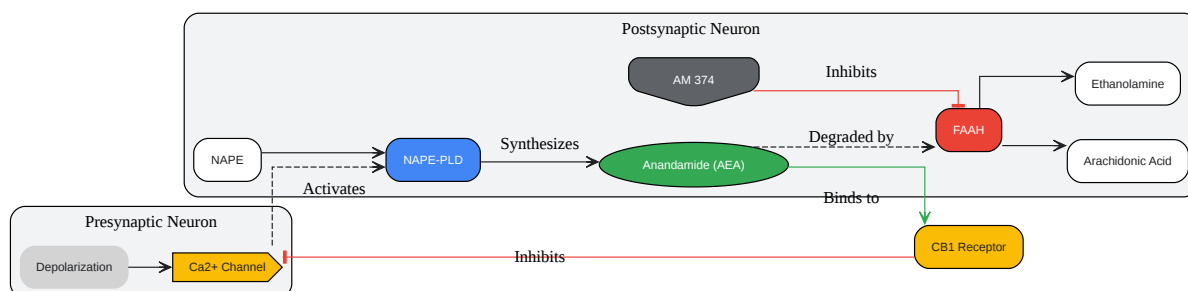 Postsynaptic Neuron
AM 374
Inhibits
Ethanolamine
FAAH
NAPE
NAPE-PLD
Synthesizes
Anandamide (AEA)
Degraded by
Arachidonic Acid
Activates
Binds to
Presynaptic Neuron
Depolarization
Ca2+ Channel
Inhibits
CB1 Receptor